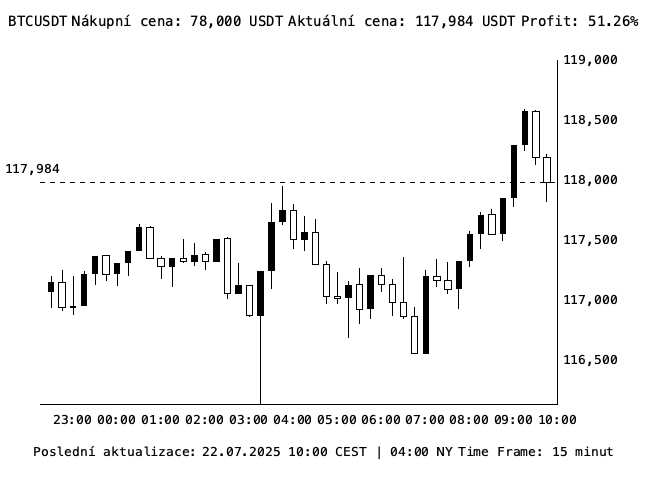 BTCUSDT Nákupní cena: 78,000 USDT Aktuální cena: 117,984 USDT Profit: 51.26%
119,000
118,500
117,984
118,000
117,500
117,000
116,500
23:00 00:00 01:00 02:00 03:00 04:00 05:00 06:00 07:00 08:00 09:00 10:00
Poslední aktualizace: 22.07.2025 10:00 CEST | 04:00 NY Time Frame: 15 minut